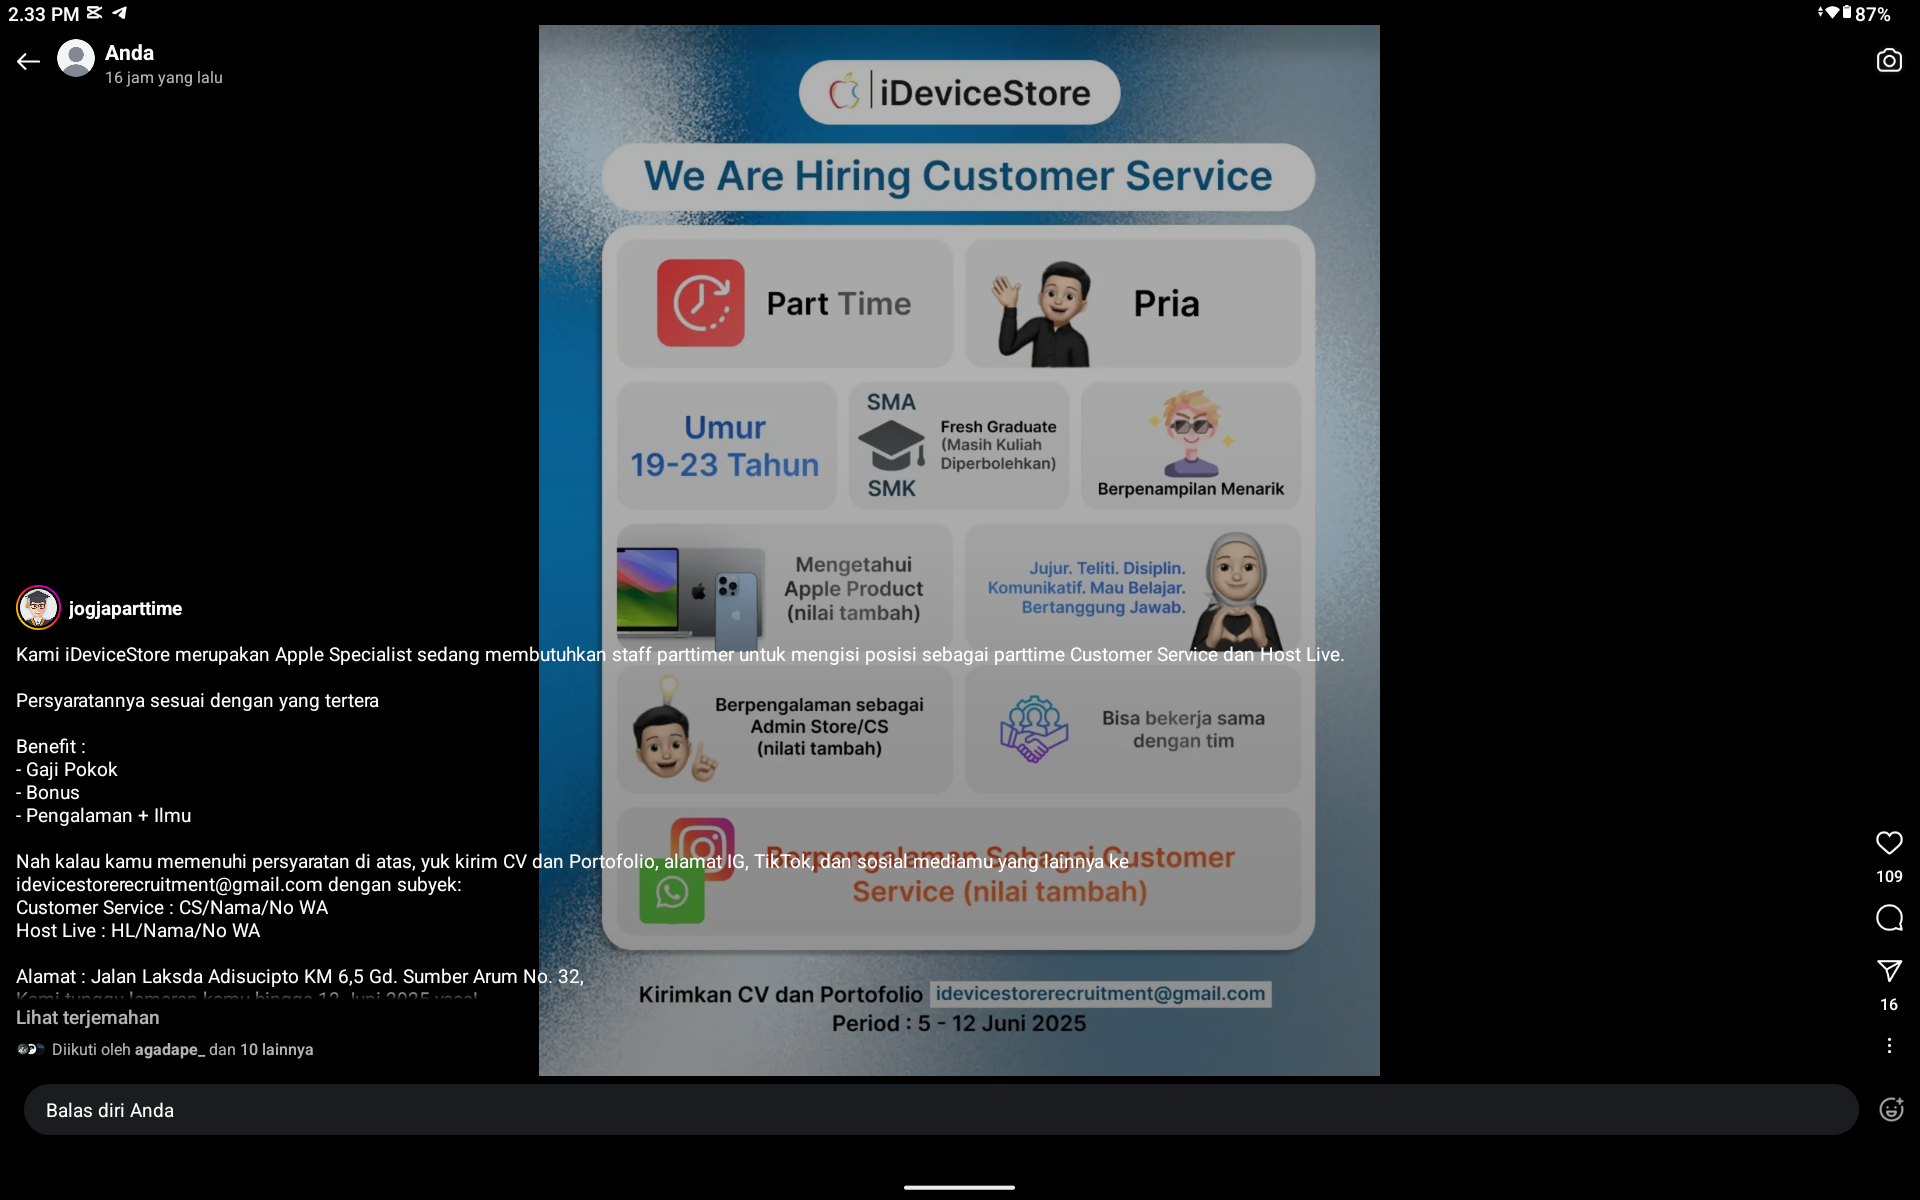 2.33 PM
87%
Anda
16 jam yang lalu
iDeviceStore
We Are Hiring Customer Service
Part Time
Pria
Umur
19-23 Tahun
SMA
SMK
Fresh Graduate
(Masih Kuliah
Diperbolehkan)
Berpenampilan Menarik
Mengetahui
Apple Product
(nilai tambah)
Jujur. Teliti. Disiplin.
Komunikatif. Mau Belajar.
Bertanggung Jawab.
Berpengalaman sebagai
Admin Store/CS
(nilati tambah)
Bisa bekerja sama
dengan tim
Berpengalaman Sebagai Customer
Service (nilai tambah)
Kirimkan CV dan Portofolio idevicestorerecruitment@gmail.com
Period : 5 - 12 Juni 2025
jogjaparttime
Kami iDeviceStore merupakan Apple Specialist sedang membutuhkan staff parttimer untuk mengisi posisi sebagai parttime Customer Service dan Host Live.
Persyaratannya sesuai dengan yang tertera
Benefit :
- Gaji Pokok
- Bonus
- Pengalaman + Ilmu
Nah kalau kamu memenuhi persyaratan di atas, yuk kirim CV dan Portofolio, alamat IG, TikTok, dan sosial mediamu yang lainnya ke
idevicestorerecruitment@gmail.com dengan subyek:
Customer Service : CS/Nama/No WA
Host Live : HL/Nama/No WA
Alamat : Jalan Laksda Adisucipto KM 6,5 Gd. Sumber Arum No. 32,
Kami tunggu lamaran kamu hingga 12 Juni 2025
Lihat terjemahan
Diikuti oleh agadape_ dan 10 lainnya
109
16
Balas diri Anda